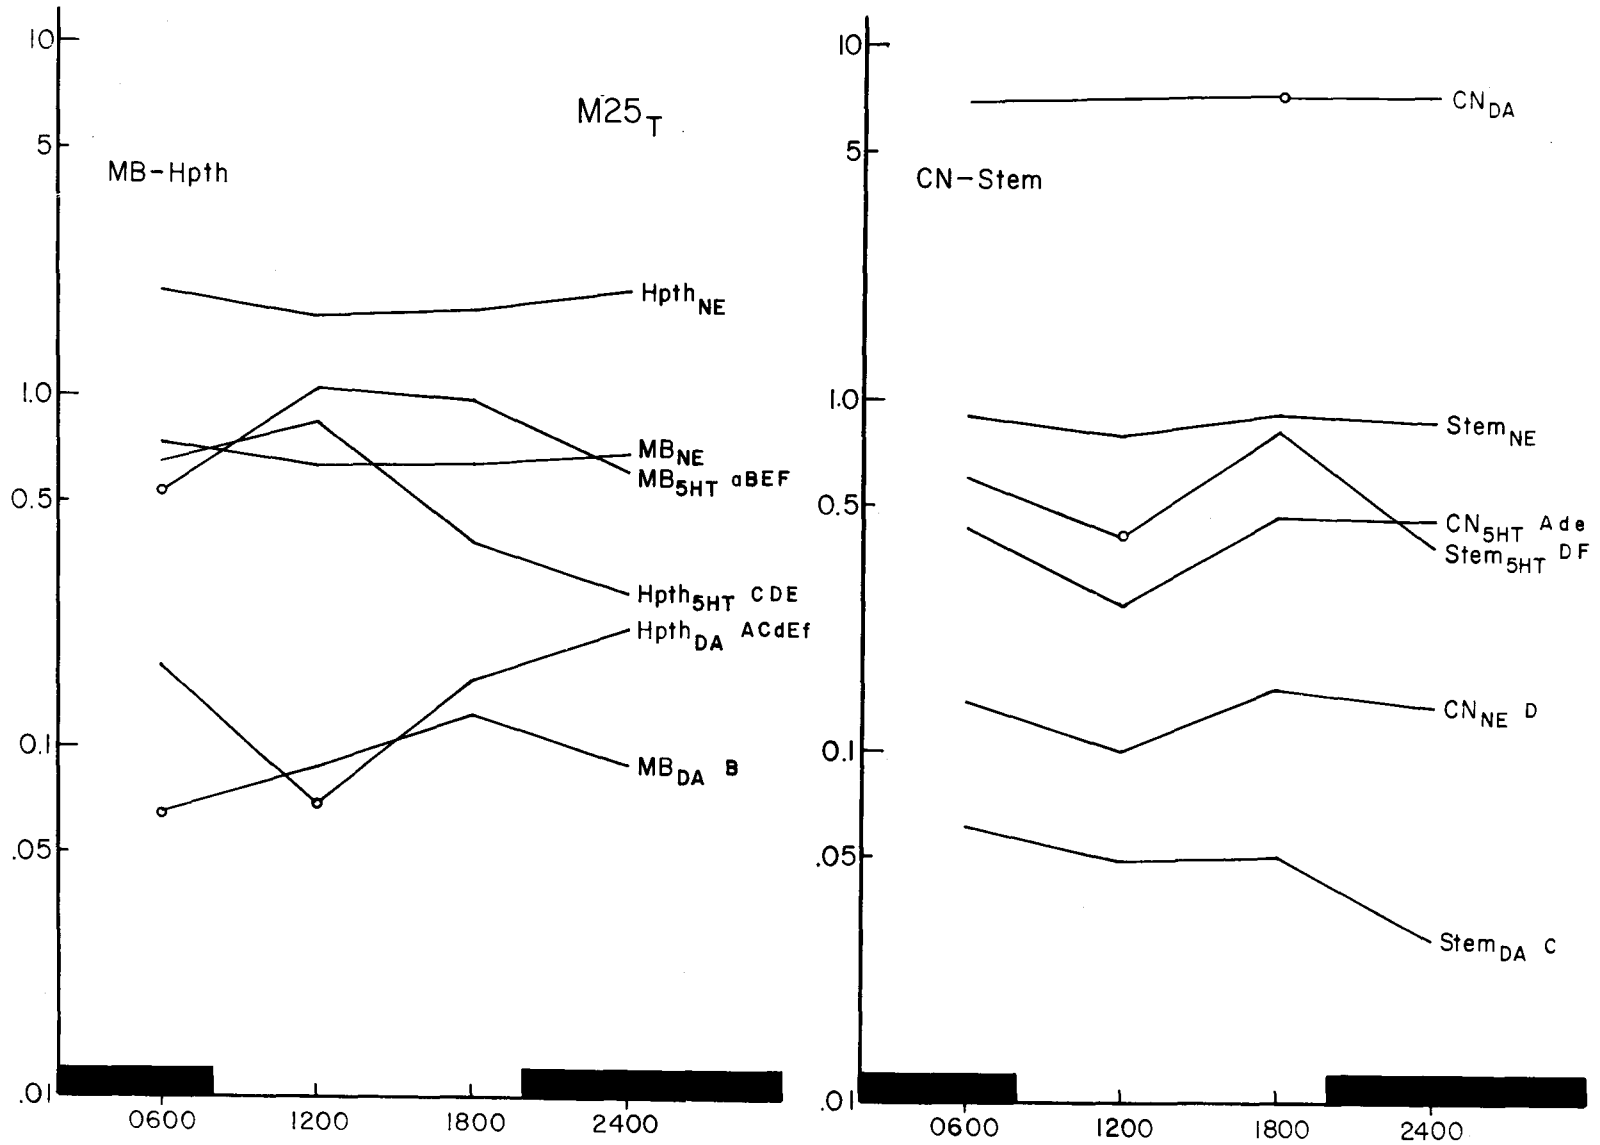 M25T
MB-Hpth
10
5
1.0
0.5
0.1
.05
.01
HpthNE
MBNE
MB5HT aBEF
Hpth5HT CDE
HpthDA ACdEf
MBDA B
0600 1200 1800 2400
CN-Stem
10
5
1.0
0.5
0.1
.05
.01
CNDA
StemNE
CN5HT Ade
Stem5HT DF
CNNE D
StemDA C
0600 1200 1800 2400